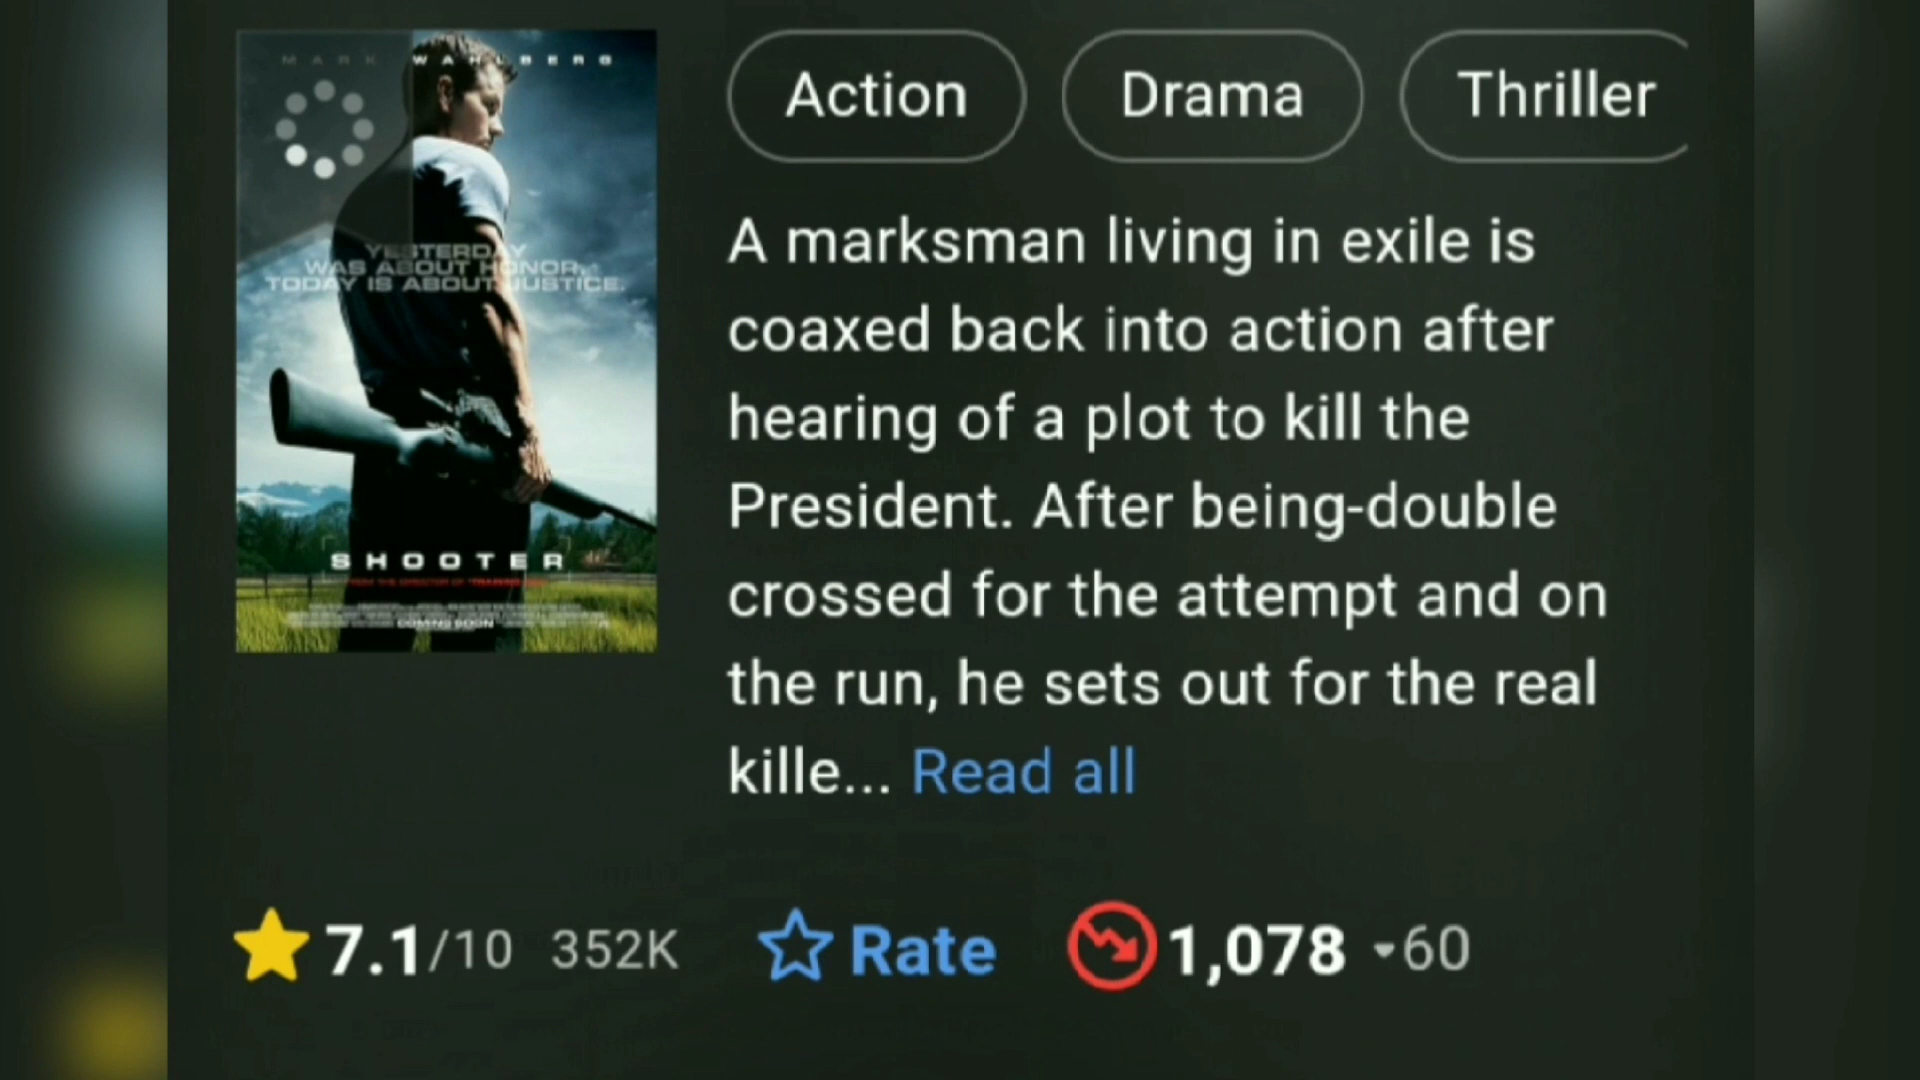 MARK WAHLBERG
YESTERDAY
WAS ABOUT HONOR.
TODAY IS ABOUT JUSTICE.
SHOOTER
COMING SOON
Action
Drama
Thriller
A marksman living in exile is
coaxed back into action after
hearing of a plot to kill the
President. After being-double
crossed for the attempt and on
the run, he sets out for the real
kille... Read all
7.1/10 352K
Rate
1,078
60